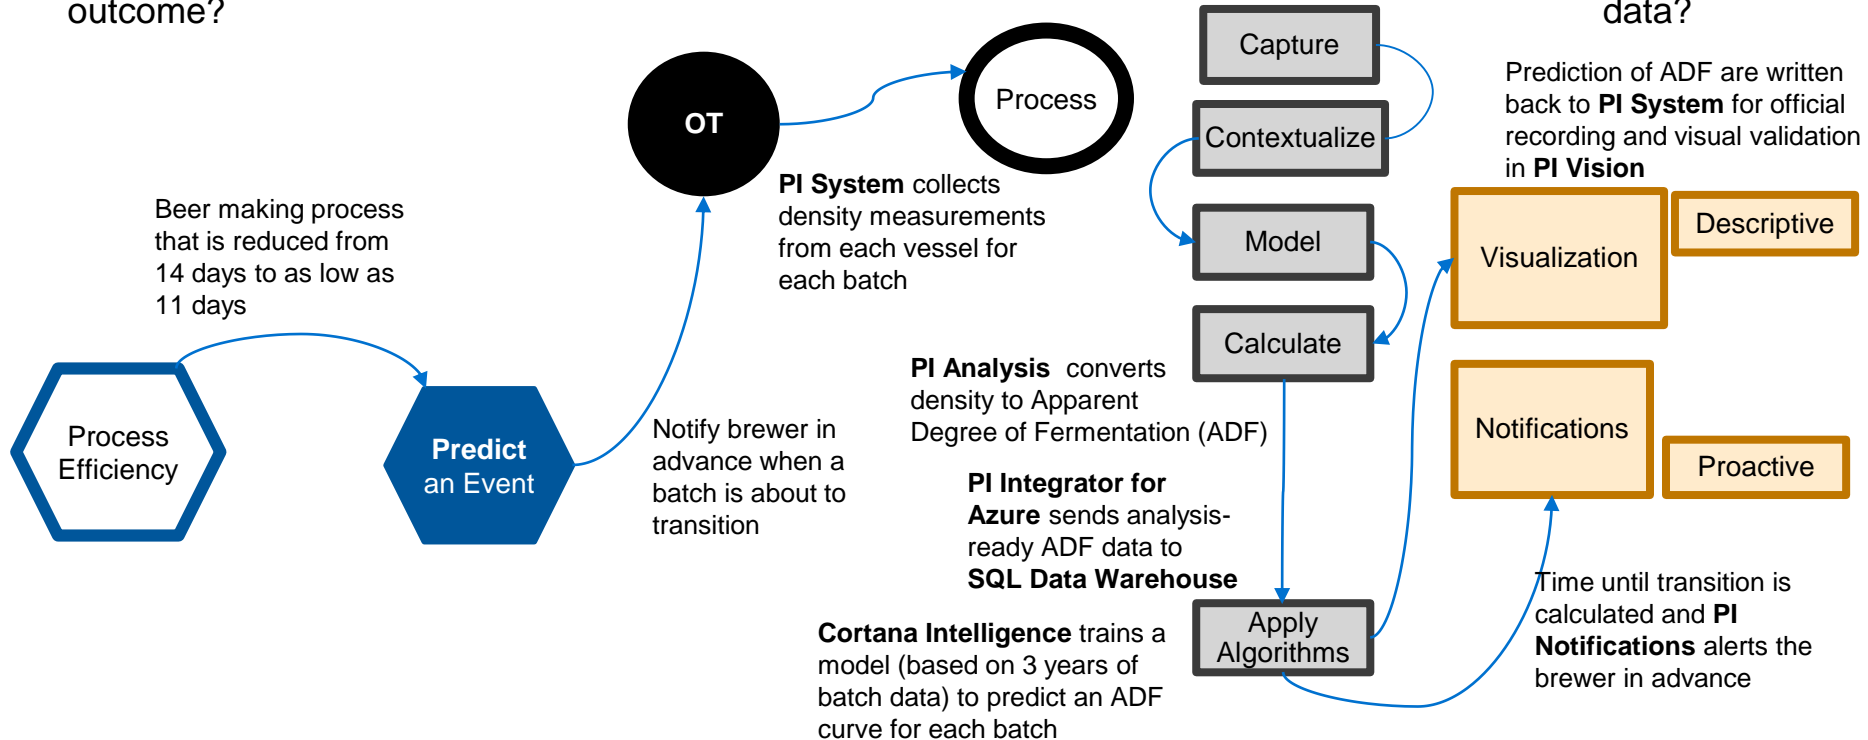 outcome?
data?
Capture
Contextualize
Model
Calculate
Apply
Algorithms
OT
Process
PI System collects
density measurements
from each vessel for
each batch
Beer making process
that is reduced from
14 days to as low as
11 days
Process
Efficiency
Predict
an Event
Notify brewer in
advance when a
batch is about to
transition
PI Analysis converts
density to Apparent
Degree of Fermentation (ADF)
PI Integrator for
Azure sends analysis-
ready ADF data to
SQL Data Warehouse
Cortana Intelligence trains a
model (based on 3 years of
batch data) to predict an ADF
curve for each batch
Prediction of ADF are written
back to PI System for official
recording and visual validation
in PI Vision
Visualization
Descriptive
Notifications
Proactive
Time until transition is
calculated and PI
Notifications alerts the
brewer in advance